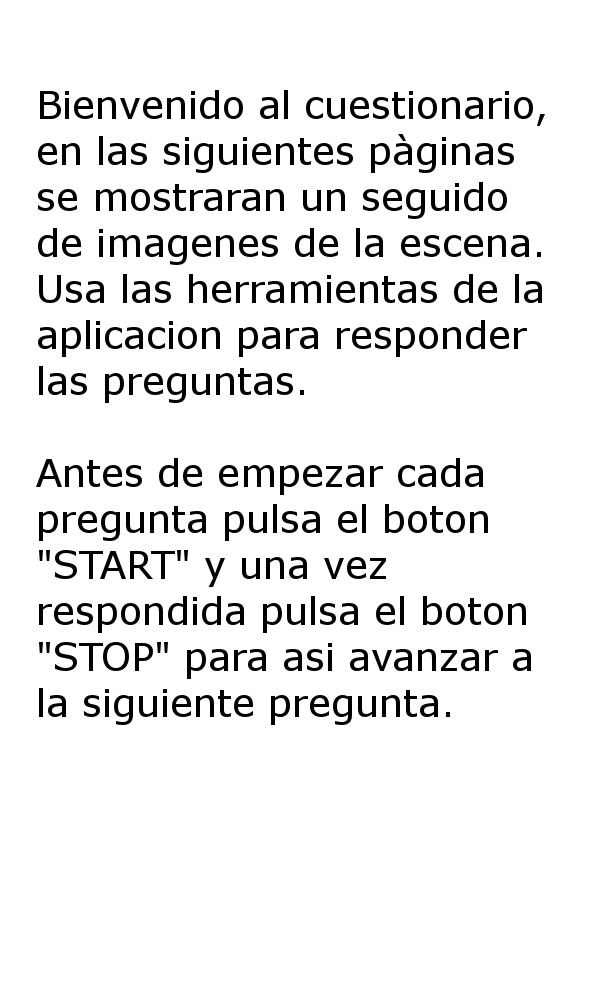 Bienvenido al cuestionario,
en las siguientes pàginas
se mostraran un seguido
de imagenes de la escena.
Usa las herramientas de la
aplicacion para responder
las preguntas.
Antes de empezar cada
pregunta pulsa el boton
"START" y una vez
respondida pulsa el boton
"STOP" para asi avanzar a
la siguiente pregunta.